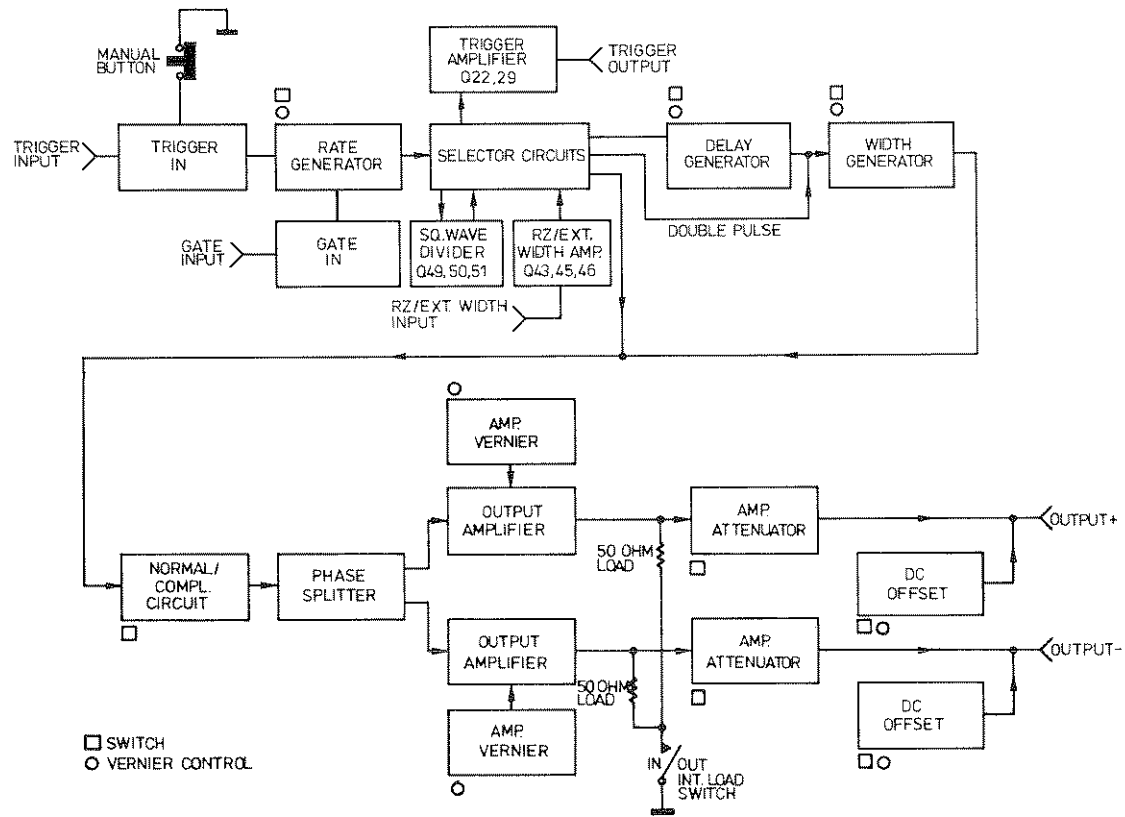 MANUAL
BUTTON
TRIGGER
AMPLIFIER
Q22,29
TRIGGER
OUTPUT
TRIGGER
INPUT
TRIGGER
IN
RATE
GENERATOR
SELECTOR CIRCUITS
DELAY
GENERATOR
WIDTH
GENERATOR
DOUBLE PULSE
GATE
INPUT
GATE
IN
SQ.WAVE
DIVIDER
Q49,50,51
RZ/EXT.
WIDTH AMP.
Q43,45,46
RZ/EXT. WIDTH
INPUT
AMP.
VERNIER
OUTPUT
AMPLIFIER
AMP.
ATTENUATOR
OUTPUT+
50 OHM
LOAD
DC
OFFSET
NORMAL/
COMPL.
CIRCUIT
PHASE
SPLITTER
OUTPUT
AMPLIFIER
AMP.
ATTENUATOR
OUTPUT-
50 OHM
LOAD
DC
OFFSET
AMP.
VERNIER
SWITCH
VERNIER CONTROL
IN OUT
INT. LOAD
SWITCH